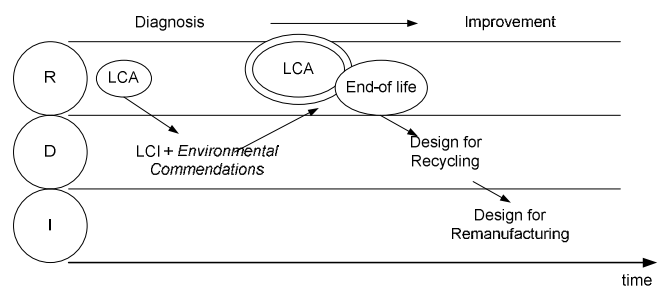 Diagnosis
Improvement
R
LCA
LCA
End-of life
D
LCI + Environmental
Commendations
Design for
Recycling
I
Design for
Remanufacturing
time